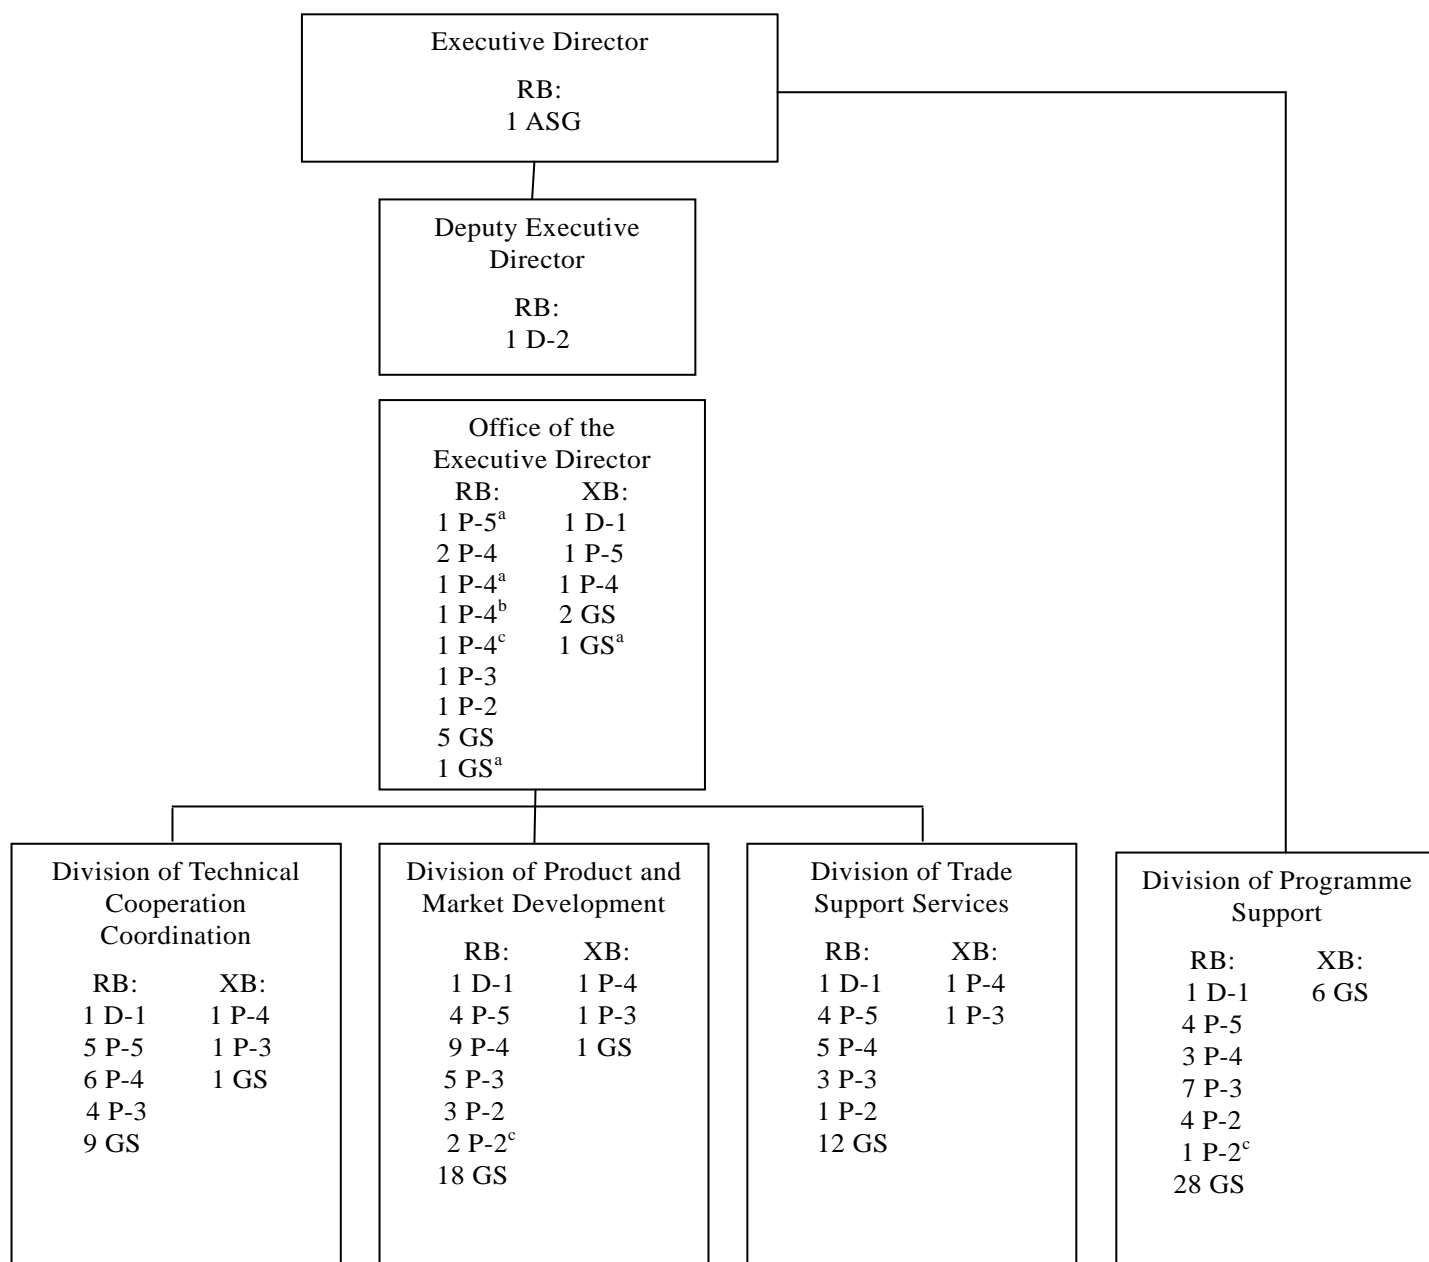 Executive Director
RB:
1 ASG
Deputy Executive
Director
RB:
1 D-2
Office of the
Executive Director
RB: XB:
1 P-5ᵃ 1 D-1
2 P-4 1 P-5
1 P-4ᵃ 1 P-4
1 P-4ᵇ 2 GS
1 P-4ᶜ 1 GSᵃ
1 P-3
1 P-2
5 GS
1 GSᵃ
Division of Technical
Cooperation
Coordination
RB: XB:
1 D-1 1 P-4
5 P-5 1 P-3
6 P-4 1 GS
4 P-3
9 GS
Division of Product and
Market Development
RB: XB:
1 D-1 1 P-4
4 P-5 1 P-3
9 P-4 1 GS
5 P-3
3 P-2
2 P-2ᶜ
18 GS
Division of Trade
Support Services
RB: XB:
1 D-1 1 P-4
4 P-5 1 P-3
5 P-4
3 P-3
1 P-2
12 GS
Division of Programme
Support
RB: XB:
1 D-1 6 GS
4 P-5
3 P-4
7 P-3
4 P-2
1 P-2ᶜ
28 GS